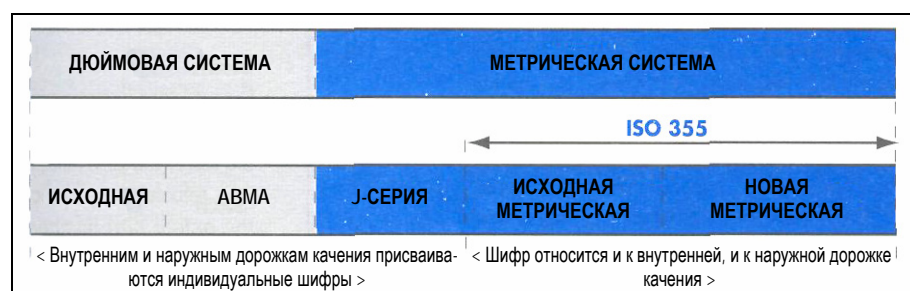 ДЮЙМОВАЯ СИСТЕМА
МЕТРИЧЕСКАЯ СИСТЕМА
ISO 355
ИСХОДНАЯ
АВМА
J-СЕРИЯ
ИСХОДНАЯ
МЕТРИЧЕСКАЯ
НОВАЯ
МЕТРИЧЕСКАЯ
< Внутренним и наружным дорожкам качения присваива-
ются индивидуальные шифры >
< Шифр относится и к внутренней, и к наружной дорожке
качения >